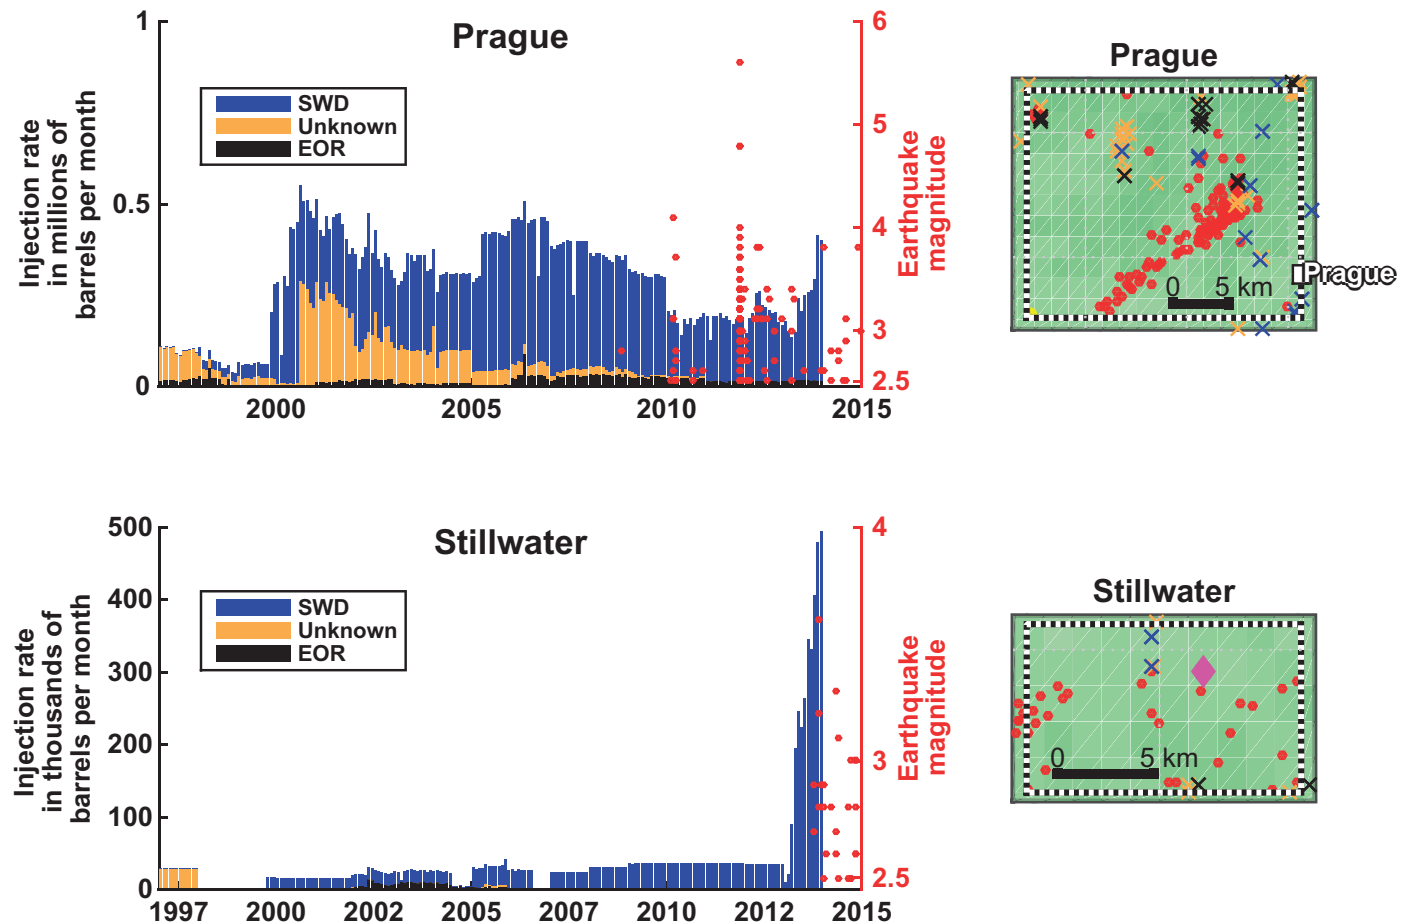 Prague
Injection rate
in millions of
barrels per month
1
0.5
0
SWD
Unknown
EOR
6
5
4
3
2.5
Earthquake
magnitude
2000
2005
2010
2015
Prague
0 5 km
Prague
Stillwater
Injection rate
in thousands of
barrels per month
500
400
300
200
100
0
SWD
Unknown
EOR
4
3
2.5
Earthquake
magnitude
1997
2000
2002
2005
2007
2010
2012
2015
Stillwater
0 5 km